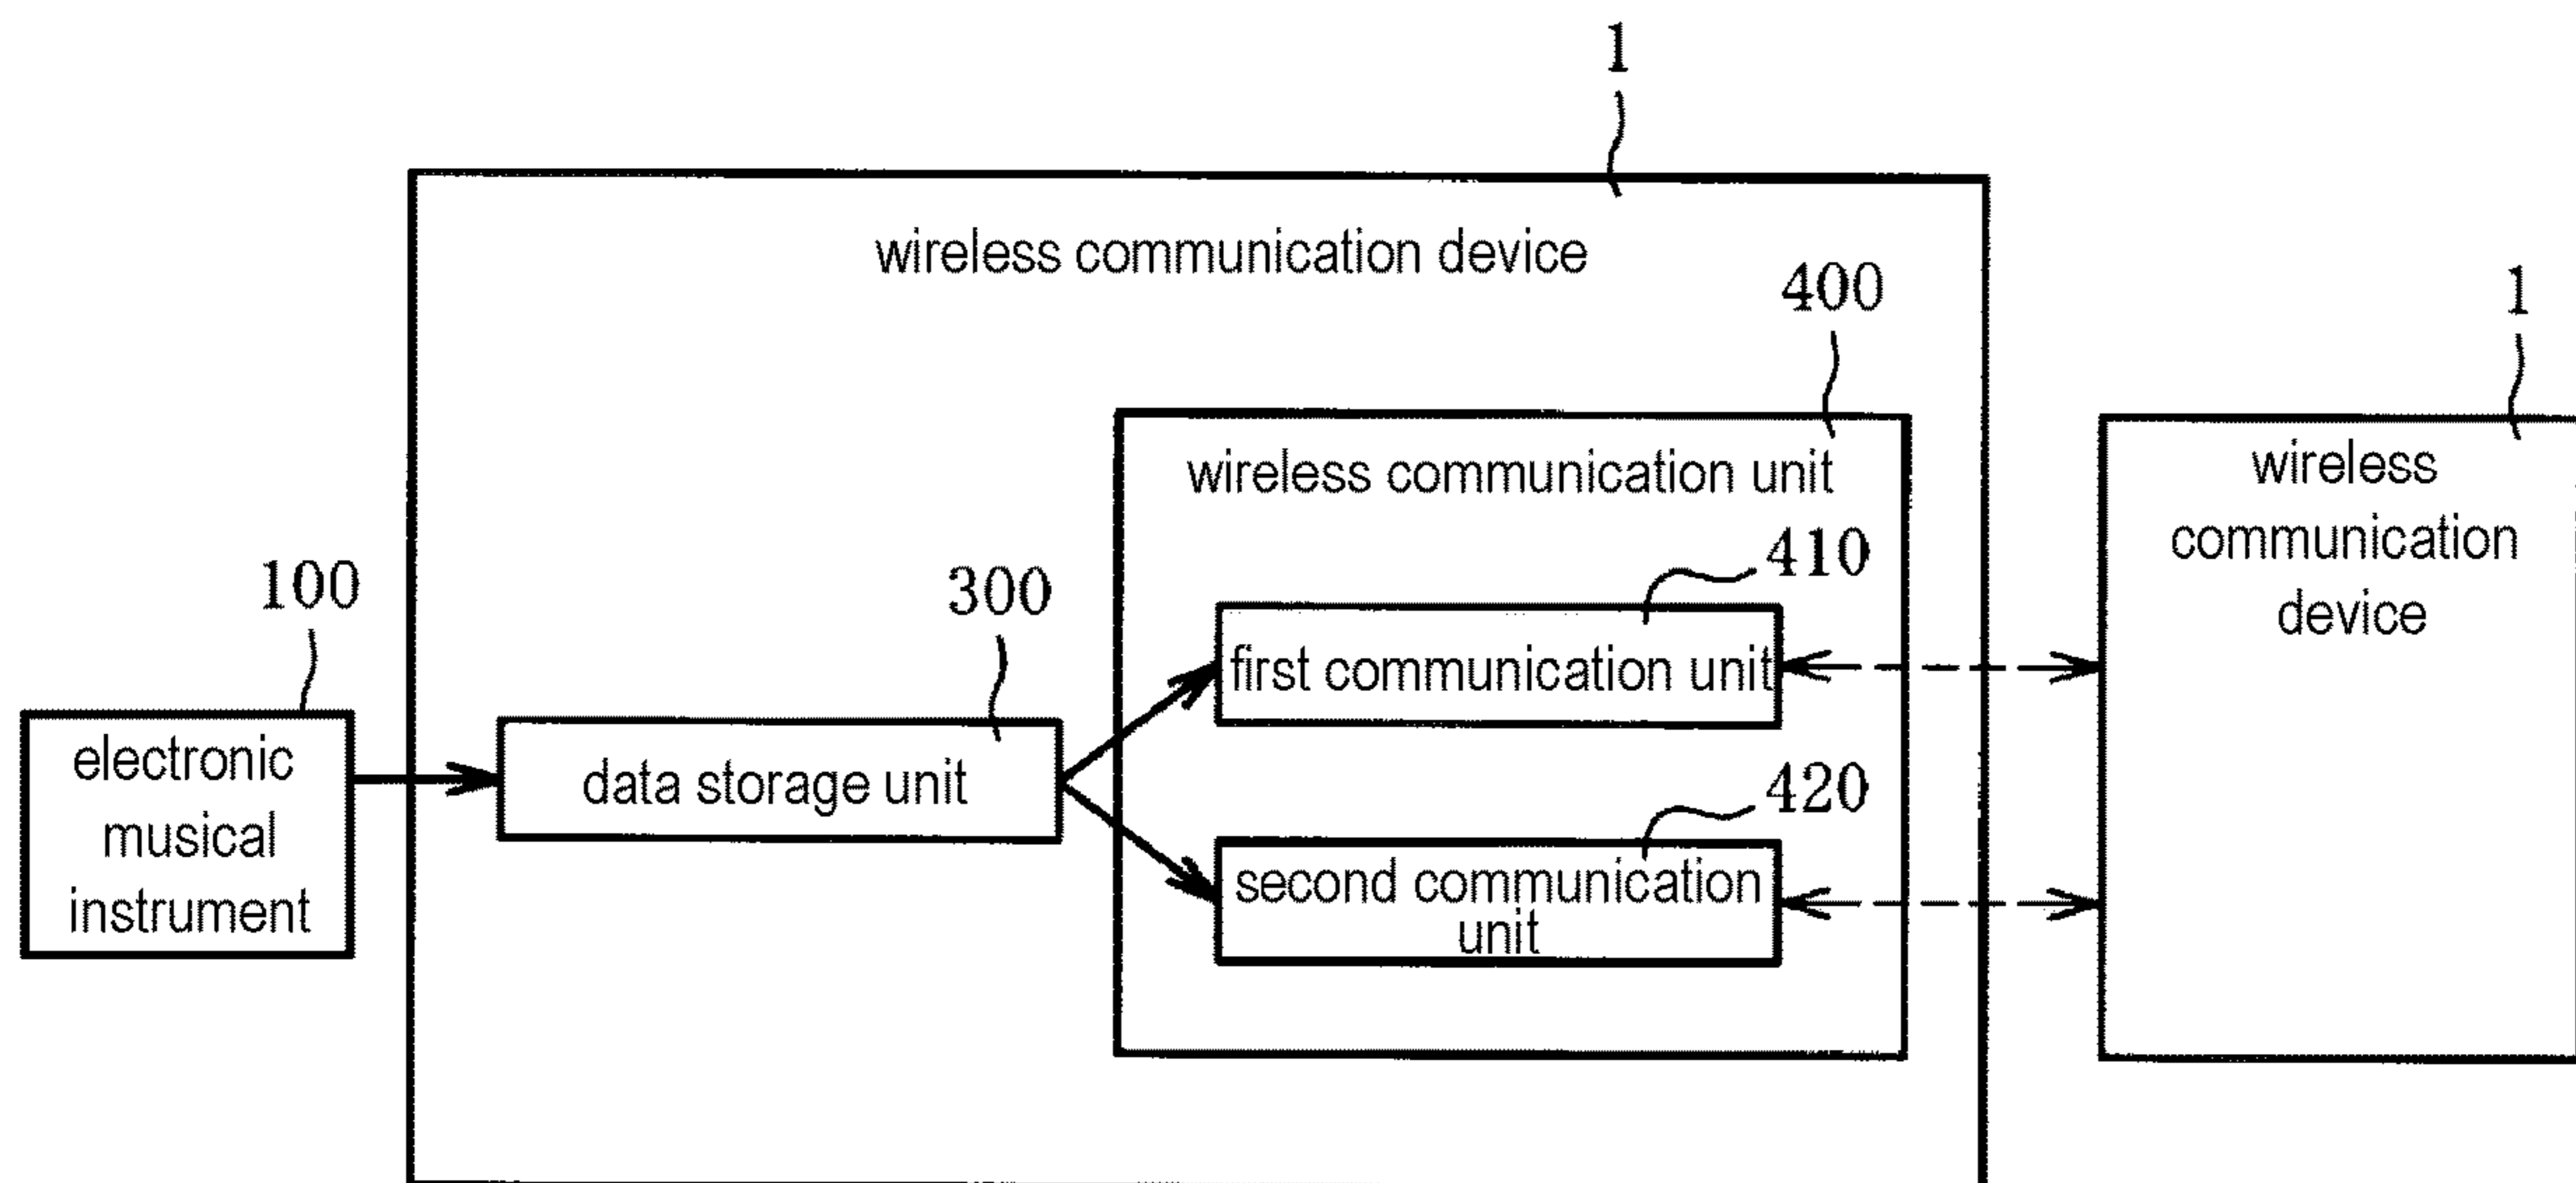 1
wireless communication device
400
1
wireless communication unit
wireless
communication
device
410
100
300
first communication unit
electronic
musical
instrument
data storage unit
420
second communication
unit